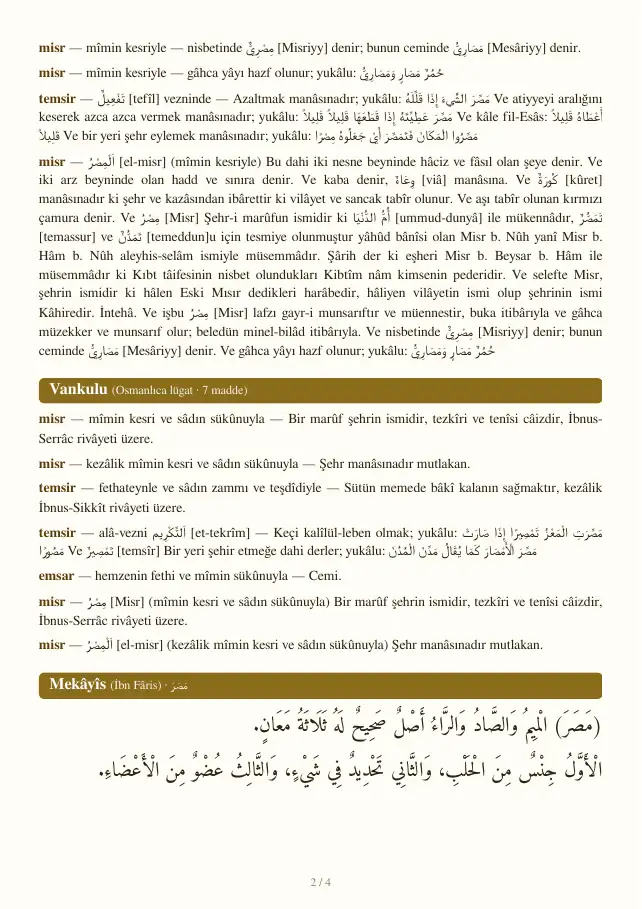 misr — mîmin kesriyle — nisbetinde مِصْرِيٌّ [Misriyy] denir; bunun ceminde مَصَارِيُّ [Mesâriyy] denir.
misr — mîmin kesriyle — gâhca yâyı hazf olunur; yukâlu: حُمُرٌ مَصَارٍ وَمَصَارِيُّ
temsir — تَفْعِيلٌ [tefîl] vezninde — Azaltmak manâsınadır; yukâlu: مَصَّرَ الشَّيءَ إِذَا قَلَّلَهُ Ve atiyyeyi aralığını
keserek azca azca vermek manâsınadır; yukâlu: مَصَّرَ عَطِيَّتَهُ إِذَا قَطَعَهَا قَلِيلاً قَلِيلاً Ve kâle fil-Esâs: أَعْطَاهُ قَلِيلاً
قَلِيلاً Ve bir yeri şehr eylemek manâsınadır; yukâlu: مَصَّرُوا الْمَكَان فَتَمَصَّرَ أَيْ جَعَلُوهُ مِصْرًا
misr — اَلْمِصْرُ [el-misr] (mîmin kesriyle) Bu dahi iki nesne beyninde hâciz ve fâsıl olan şeye denir. Ve
iki arz beyninde olan hadd ve sınıra denir. Ve kaba denir, وِعَاءٌ [viâ] manâsına. Ve كُورَةٌ [kûret]
manâsınadır ki şehr ve kazâsından ibârettir ki vilâyet ve sancak tabîr olunur. Ve aşı tabîr olunan kırmızı
çamura denir. Ve مِصْرُ [Misr] Şehr-i marûfun ismidir ki أُمُّ الدُّنْيَا [ummud-dunyâ] ile mükennâdır, تَمَصُّرٌ
[temassur] ve تَمَدُّنٌ [temeddun]u için tesmiye olunmuştur yâhûd bânîsi olan Misr b. Nûh yanî Misr b.
Hâm b. Nûh aleyhis-selâm ismiyle müsemmâdır. Şârih der ki eşheri Misr b. Beysar b. Hâm ile
müsemmâdır ki Kıbt tâifesinin nisbet olundukları Kibtîm nâm kimsenin pederidir. Ve selefte Misr,
şehrin ismidir ki hâlen Eski Mısır dedikleri harâbedir, hâliyen vilâyetin ismi olup şehrinin ismi
Kâhiredir. İntehâ. Ve işbu مِصْرُ [Misr] lafzı gayr-i munsarıftır ve müennestir, buka itibârıyla ve gâhca
müzekker ve munsarıf olur; beledün minel-bilâd itibârıyla. Ve nisbetinde مِصْرِيٌّ [Misriyy] denir; bunun
ceminde مَصَارِيُّ [Mesâriyy] denir. Ve gâhca yâyı hazf olunur; yukâlu: حُمُرٌ مَصَارٍ وَمَصَارِيُّ
Vankulu (Osmanlıca lügat · 7 madde)
misr — mîmin kesri ve sâdın sükûnuyla — Bir marûf şehrin ismidir, tezkîri ve tenîsi câizdir, İbnus-
Serrâc rivâyeti üzere.
misr — kezâlik mîmin kesri ve sâdın sükûnuyla — Şehr manâsınadır mutlakan.
temsir — fethateynle ve sâdın zammı ve teşdîdiyle — Sütün memede bâkî kalanın sağmaktır, kezâlik
İbnus-Sikkît rivâyeti üzere.
temsir — alâ-vezni اَلتَّكْرِيم [et-tekrîm] — Keçi kalîlül-leben olmak; yukâlu: مَصَّرَتِ الْمَعْزُ تَمْصِيرًا إِذَا صَارَتْ
مَصُورًا Ve تَمْصِيرٌ [temsîr] Bir yeri şehir etmeğe dahi derler; yukâlu: مَصَّرَ الْأَمْصَارَ كَمَا يُقَالُ مَدَّنَ الْمُدُنَ
emsar — hemzenin fethi ve mîmin sükûnuyla — Cemi.
misr — مِصْرُ [Misr] (mîmin kesri ve sâdın sükûnuyla) Bir marûf şehrin ismidir, tezkîri ve tenîsi câizdir,
İbnus-Serrâc rivâyeti üzere.
misr — اَلْمِصْرُ [el-misr] (kezâlik mîmin kesri ve sâdın sükûnuyla) Şehr manâsınadır mutlakan.
Mekâyîs (İbn Fâris) · مَصَرَ
(مَصَرَ) الْمِيمُ وَالصَّادُ وَالرَّاءُ أَصْلٌ صَحِيحٌ لَهُ ثَلَاثَةُ مَعَانٍ.
الْأَوَّلُ جِنْسٌ مِنَ الْحَلْبِ، وَالثَّانِي تَحْدِيدٌ فِي شَيْءٍ، وَالثَّالِثُ عُضْوٌ مِنَ الْأَعْضَاءِ.
2 / 4